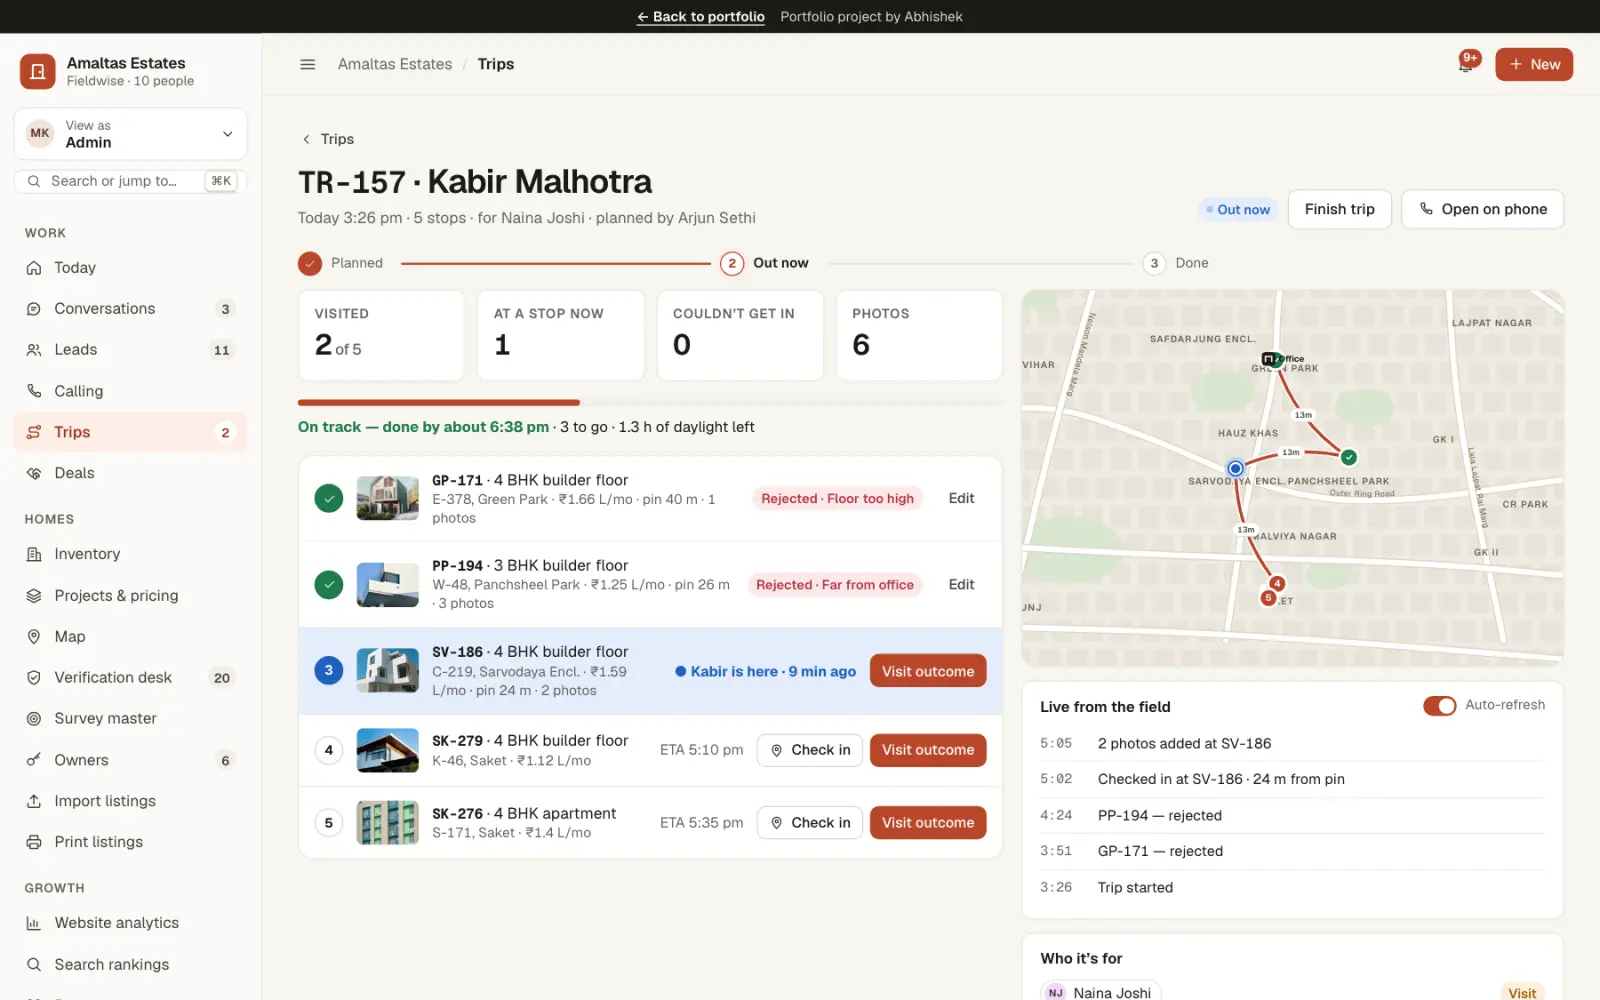 ← Back to portfolio Portfolio project by Abhishek
Amaltas Estates
Fieldwise · 10 people
MK
View as
Admin
Search or jump to...
⌘K
WORK
Today
Conversations 3
Leads 11
Calling
Trips 2
Deals
HOMES
Inventory
Projects & pricing
Map
Verification desk 20
Survey master
Owners 6
Import listings
Print listings
GROWTH
Website analytics
Search rankings
Amaltas Estates / Trips
9+
+ New
Trips
TR-157 · Kabir Malhotra
Today 3:26 pm · 5 stops · for Naina Joshi · planned by Arjun Sethi
Out now
Finish trip
Open on phone
Planned
2 Out now
3 Done
VISITED
2 of 5
AT A STOP NOW
1
COULDN'T GET IN
0
PHOTOS
6
On track — done by about 6:38 pm · 3 to go · 1.3 h of daylight left
GP-171 · 4 BHK builder floor
E-378, Green Park · ₹1.66 L/mo · pin 40 m · 1
photos
Rejected · Floor too high
Edit
PP-194 · 3 BHK builder floor
W-48, Panchsheel Park · ₹1.25 L/mo · pin 26 m
· 3 photos
Rejected · Far from office
Edit
3
SV-186 · 4 BHK builder floor
C-219, Sarvodaya Encl. · ₹1.59
L/mo · pin 24 m · 2 photos
Kabir is here · 9 min ago
Visit outcome
4
SK-279 · 4 BHK builder floor
K-46, Saket · ₹1.12 L/mo
ETA 5:10 pm
Check in
Visit outcome
5
SK-276 · 4 BHK apartment
S-171, Saket · ₹1.4 L/mo
ETA 5:35 pm
Check in
Visit outcome
Nelson Mandela Marg
LAJPAT NAGAR
SAFDARJUNG ENCL.
Office
VIHAR
PARK
13m
HAUZ KHAS
GK I
13m
Lala Lajpat Rai Marg
ENCL.
PANCHSHEEL PARK
Outer Ring Road
CR PARK
13m
MALVIYA NAGAR
GK II
4
5
UNJ
Live from the field
Auto-refresh
5:05 2 photos added at SV-186
5:02 Checked in at SV-186 · 24 m from pin
4:24 PP-194 — rejected
3:51 GP-171 — rejected
3:26 Trip started
Who it's for
NJ Naina Joshi
Visit